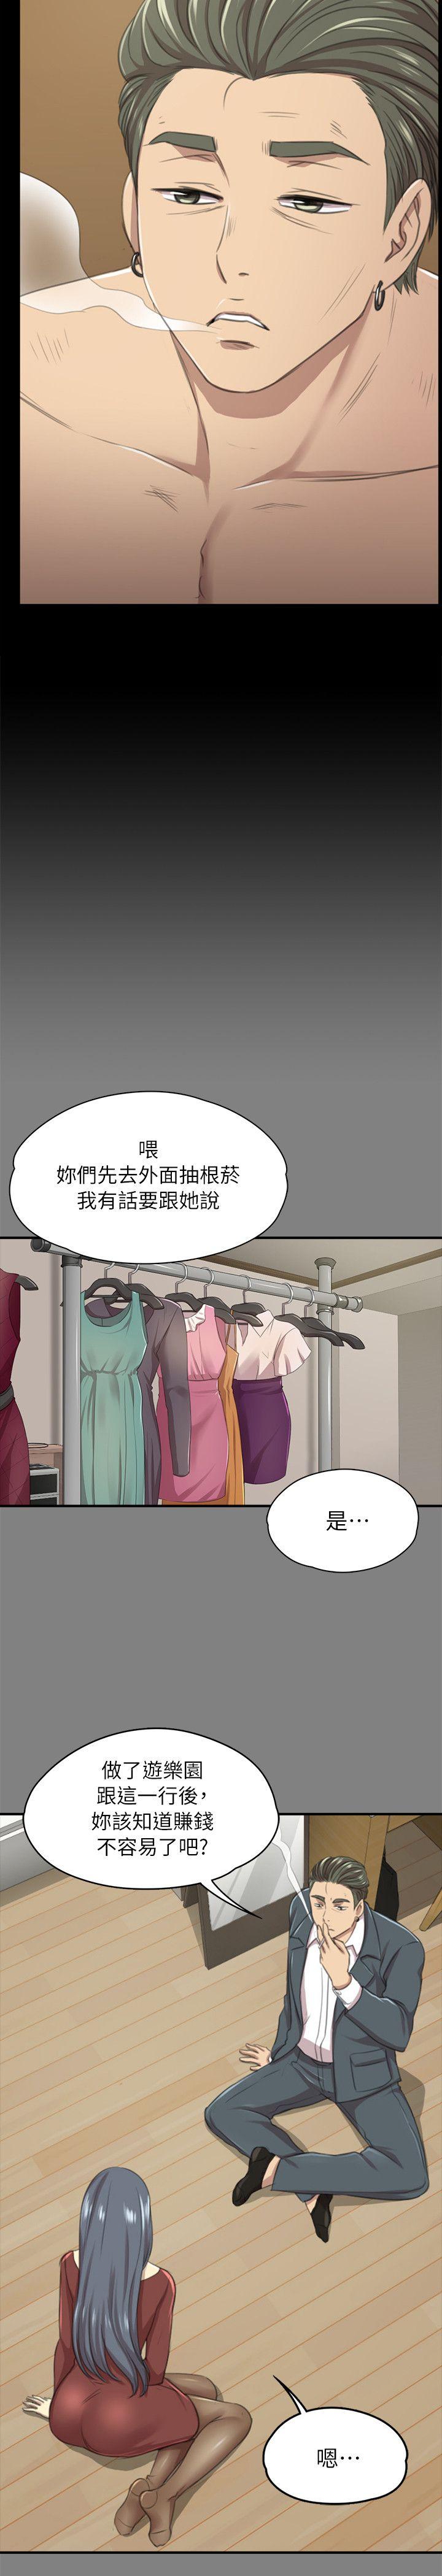 喂
妳們先去外面抽根菸
我有話要跟她說
是⋯
做了遊樂園
跟這一行後，
妳該知道賺錢
不容易了吧?
嗯⋯